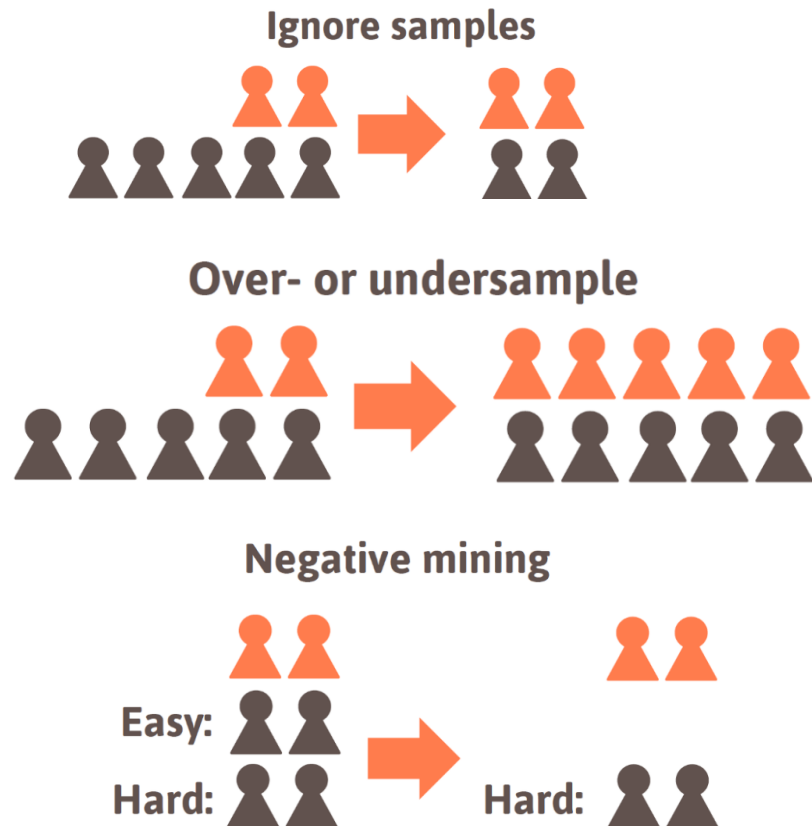 Ignore samples
Over- or undersample
Negative mining
Easy:
Hard: Hard: